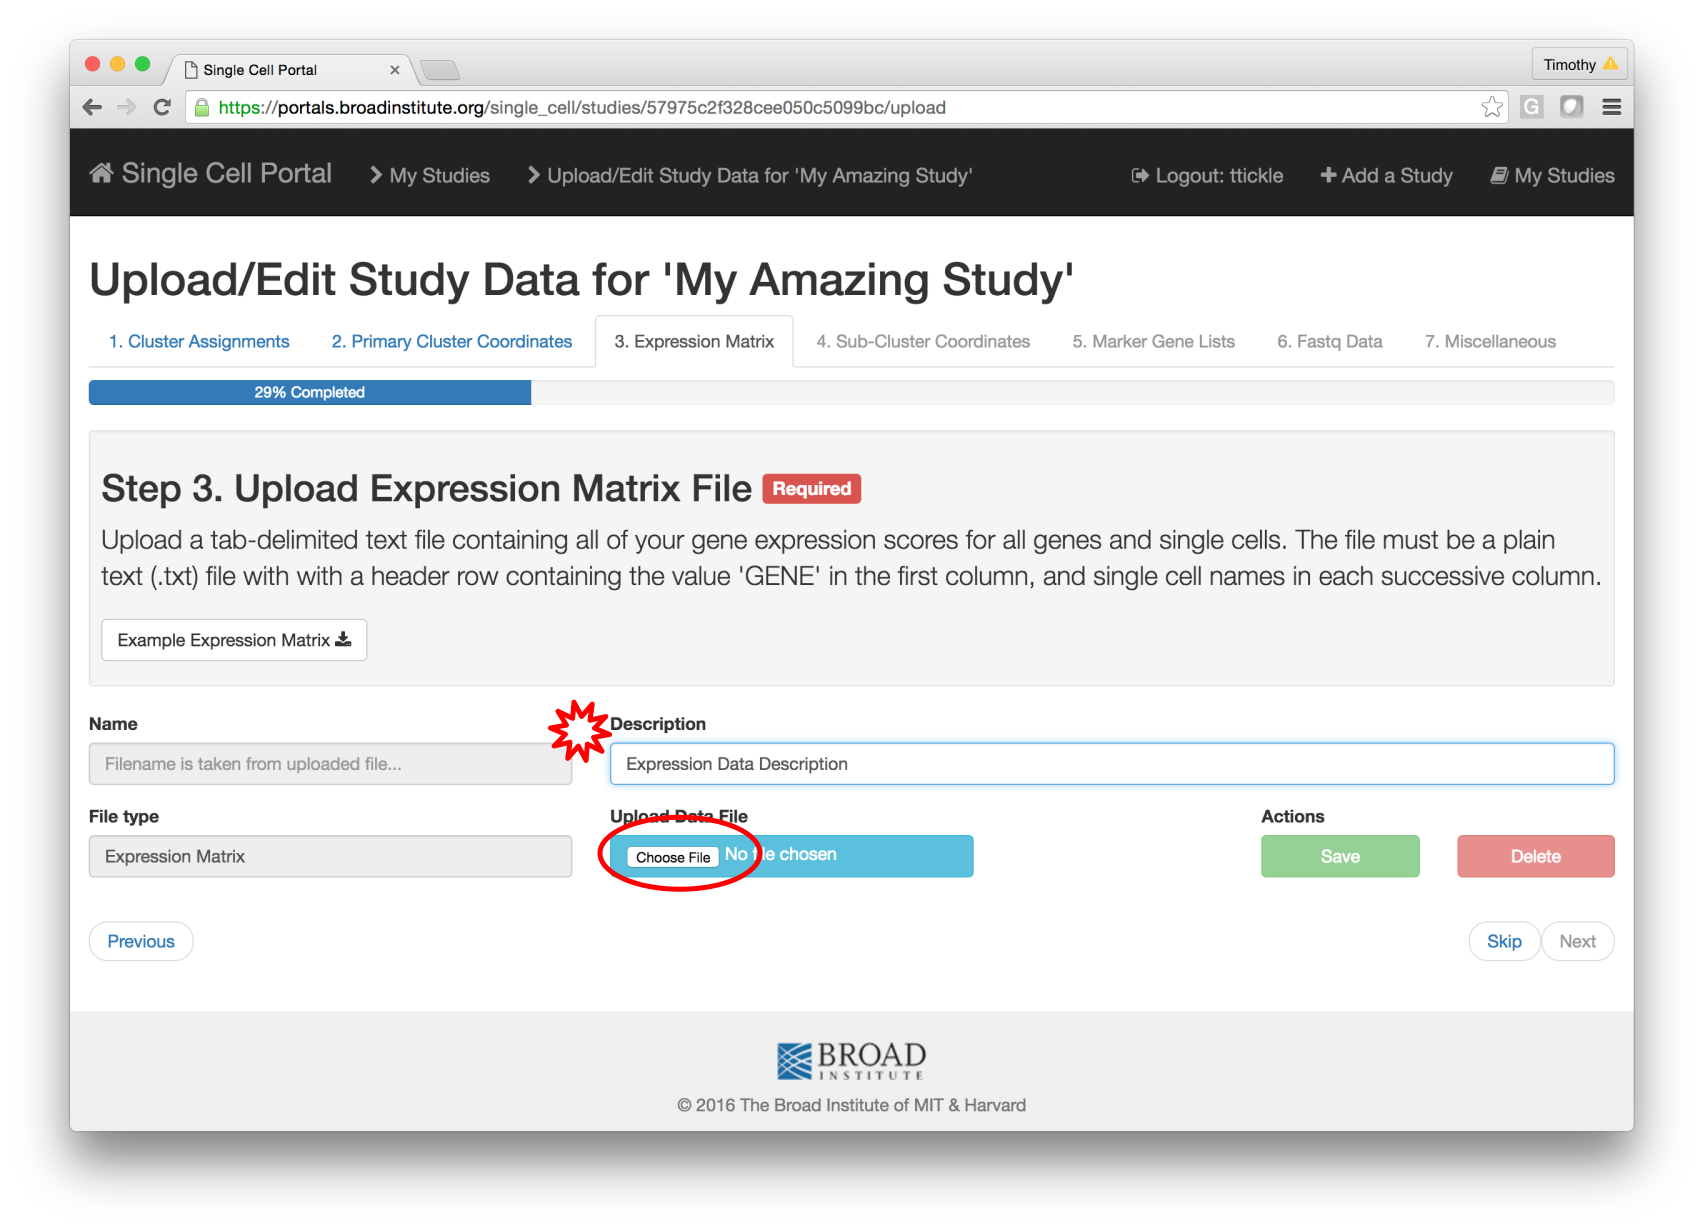 Single Cell Portal
Timothy
https://portals.broadinstitute.org/single_cell/studies/57975c2f328cee050c5099bc/upload
G
Single Cell Portal My Studies Upload/Edit Study Data for 'My Amazing Study' Logout: ttickle Add a Study My Studies
Upload/Edit Study Data for 'My Amazing Study'
1. Cluster Assignments 2. Primary Cluster Coordinates 3. Expression Matrix 4. Sub-Cluster Coordinates 5. Marker Gene Lists 6. Fastq Data 7. Miscellaneous
29% Completed
Step 3. Upload Expression Matrix File Required
Upload a tab-delimited text file containing all of your gene expression scores for all genes and single cells. The file must be a plain
text (.txt) file with with a header row containing the value 'GENE' in the first column, and single cell names in each successive column.
Example Expression Matrix
Name Description
Filename is taken from uploaded file... Expression Data Description
File type Upload Data File Actions
Expression Matrix Choose File No file chosen Save Delete
Previous Skip Next
BROAD
INSTITUTE
© 2016 The Broad Institute of MIT & Harvard